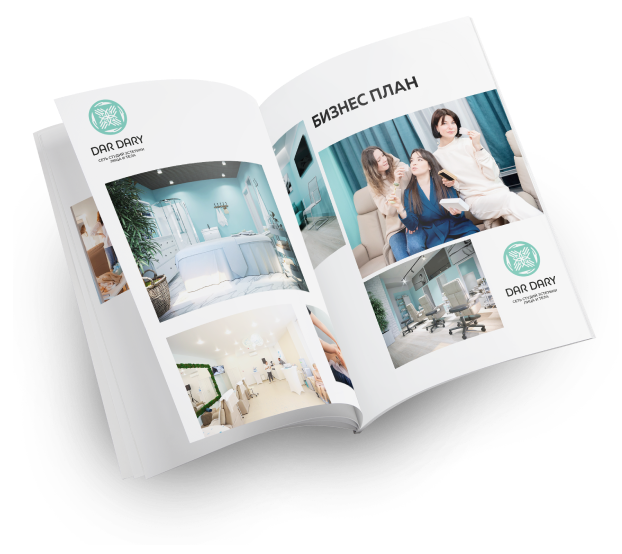 DAR DARY
СЕТЬ СТУДИЙ ЭСТЕТИКИ
ЛИЦА И ТЕЛА
БИЗНЕС ПЛАН
DAR DARY
СЕТЬ СТУДИЙ ЭСТЕТИКИ
ЛИЦА И ТЕЛА